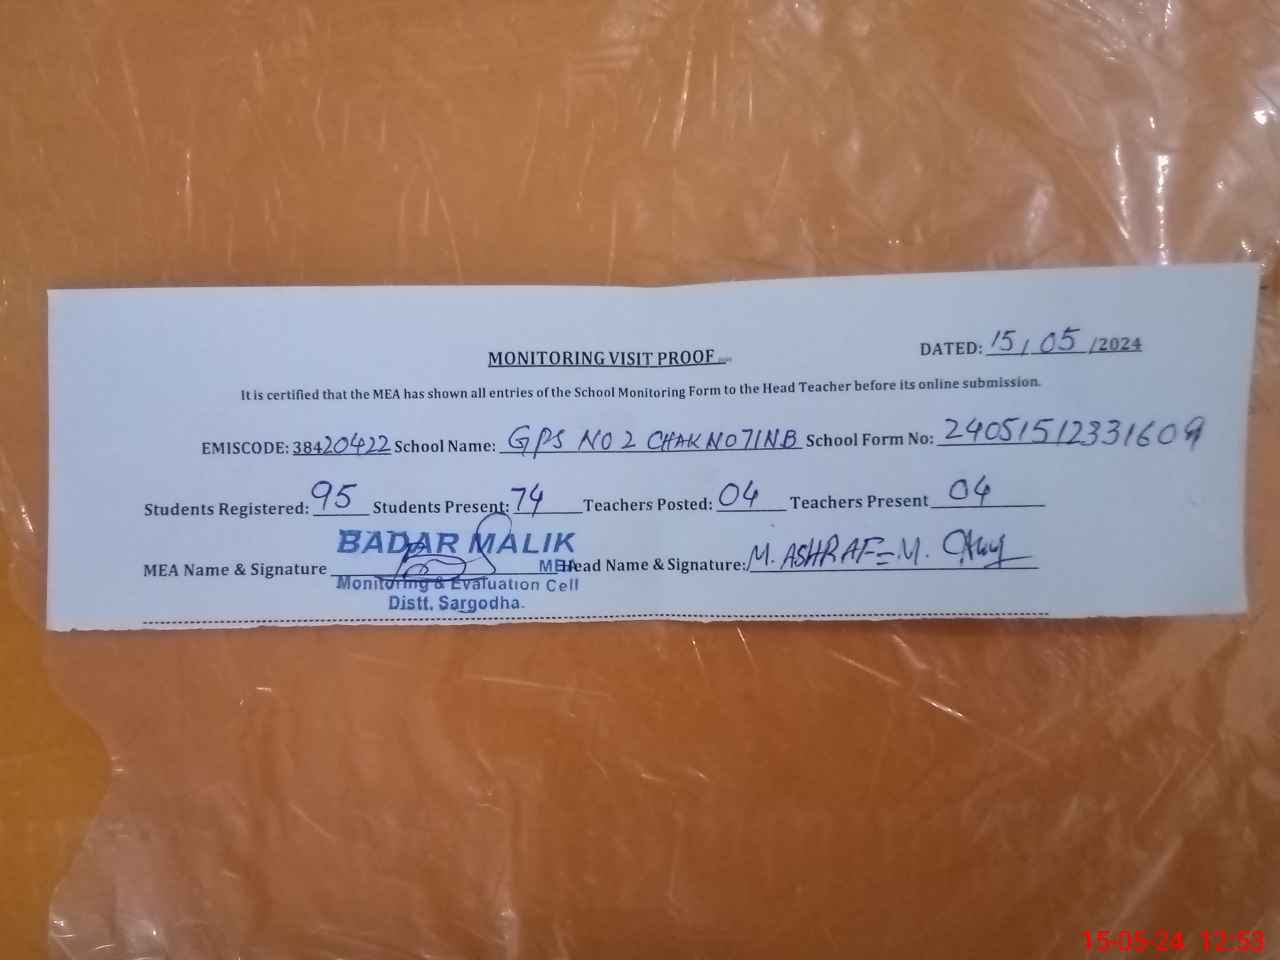 DATED: 15/05/2024
MONITORING VISIT PROOF
It is certified that the MEA has shown all entries of the School Monitoring Form to the Head Teacher before its online submission.
EMISCODE: 38420422 School Name: GPS NO 2 CHAK NO 71NB School Form No: 24051512331609
Students Registered: 95 Students Present: 74 Teachers Posted: 04 Teachers Present 04
BADAR MALIK
MEA Name & Signature MEA Head Name & Signature: M. ASHRAF = M.
Monitoring & Evaluation Cell
Distt. Sargodha.
15-05-24 12:53